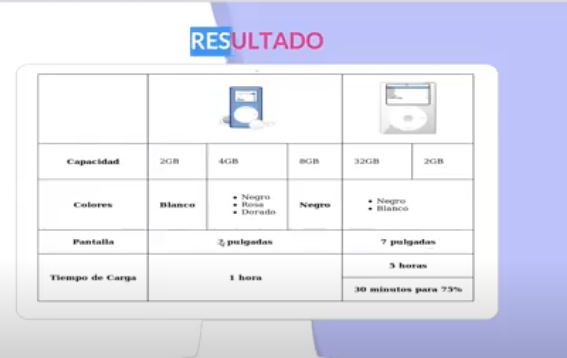 RESULTADO
Capacidad 2GB 4GB 8GB 32GB 2GB
Colores Blanco
• Negro
• Rosa
• Dorado
Negro
• Negro
• Blanco
Pantalla 2 pulgadas 7 pulgadas
Tiempo de Carga 1 hora
3 horas
30 minutos para 75%